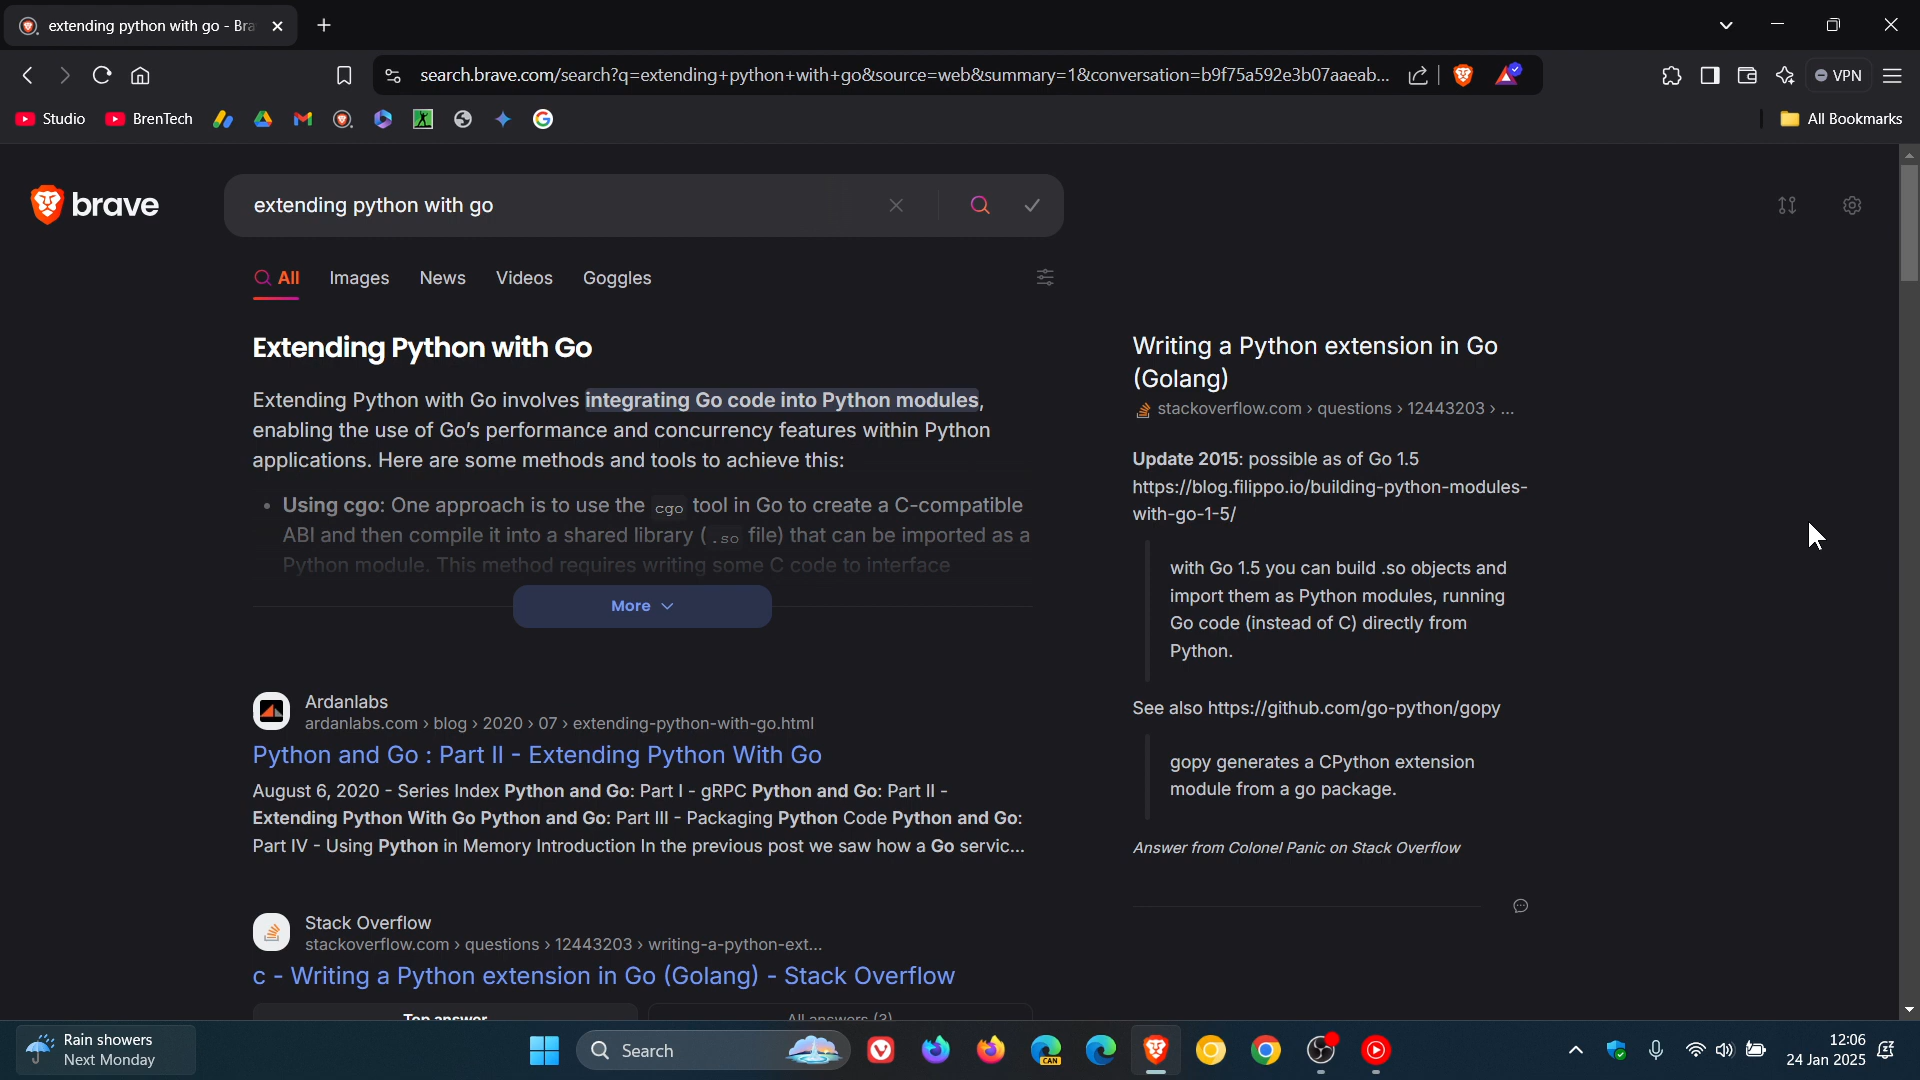 extending python with go - Bra
search.brave.com/search?q=extending+python+with+go&source=web&summary=1&conversation=b9f75a592e3b07aaeab...
VPN
Studio
BrenTech
All Bookmarks
brave
extending python with go
All
Images
News
Videos
Goggles
Extending Python with Go
Extending Python with Go involves integrating Go code into Python modules,
enabling the use of Go's performance and concurrency features within Python
applications. Here are some methods and tools to achieve this:
• Using cgo: One approach is to use the cgo tool in Go to create a C-compatible
ABI and then compile it into a shared library (.so file) that can be imported as a
Python module. This method requires writing some C code to interface
More
Ardanlabs
ardanlabs.com › blog › 2020 › 07 › extending-python-with-go.html
Python and Go : Part II - Extending Python With Go
August 6, 2020 - Series Index Python and Go: Part I - gRPC Python and Go: Part II -
Extending Python With Go Python and Go: Part III - Packaging Python Code Python and Go:
Part IV - Using Python in Memory Introduction In the previous post we saw how a Go servic...
Stack Overflow
stackoverflow.com › questions › 12443203 › writing-a-python-ext...
c - Writing a Python extension in Go (Golang) - Stack Overflow
Top answer
All answers (3)
Writing a Python extension in Go
(Golang)
stackoverflow.com › questions › 12443203 › ...
Update 2015: possible as of Go 1.5
https://blog.filippo.io/building-python-modules-
with-go-1-5/
with Go 1.5 you can build .so objects and
import them as Python modules, running
Go code (instead of C) directly from
Python.
See also https://github.com/go-python/gopy
gopy generates a CPython extension
module from a go package.
Answer from Colonel Panic on Stack Overflow
Rain showers
Next Monday
Search
CAN
12:06
24 Jan 2025